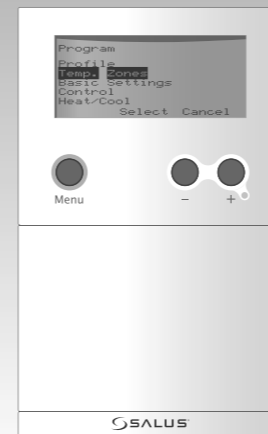 Program
Profile
Temp. Zones
Basic Settings
Control
Heat/Cool
Select Cancel
Menu
- +
SALUS